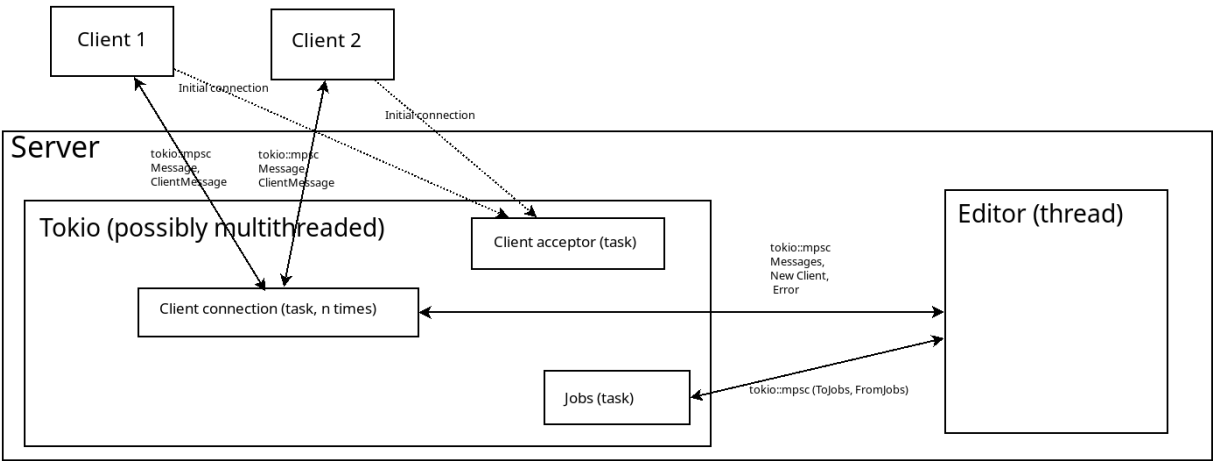 Client 1
Client 2
Initial connection
Initial connection
Server
tokio::mpsc
Message,
ClientMessage
tokio::mpsc
Message,
ClientMessage
Tokio (possibly multithreaded)
Client acceptor (task)
Editor (thread)
tokio::mpsc
Messages,
New Client,
Error
Client connection (task, n times)
Jobs (task)
tokio::mpsc (ToJobs, FromJobs)